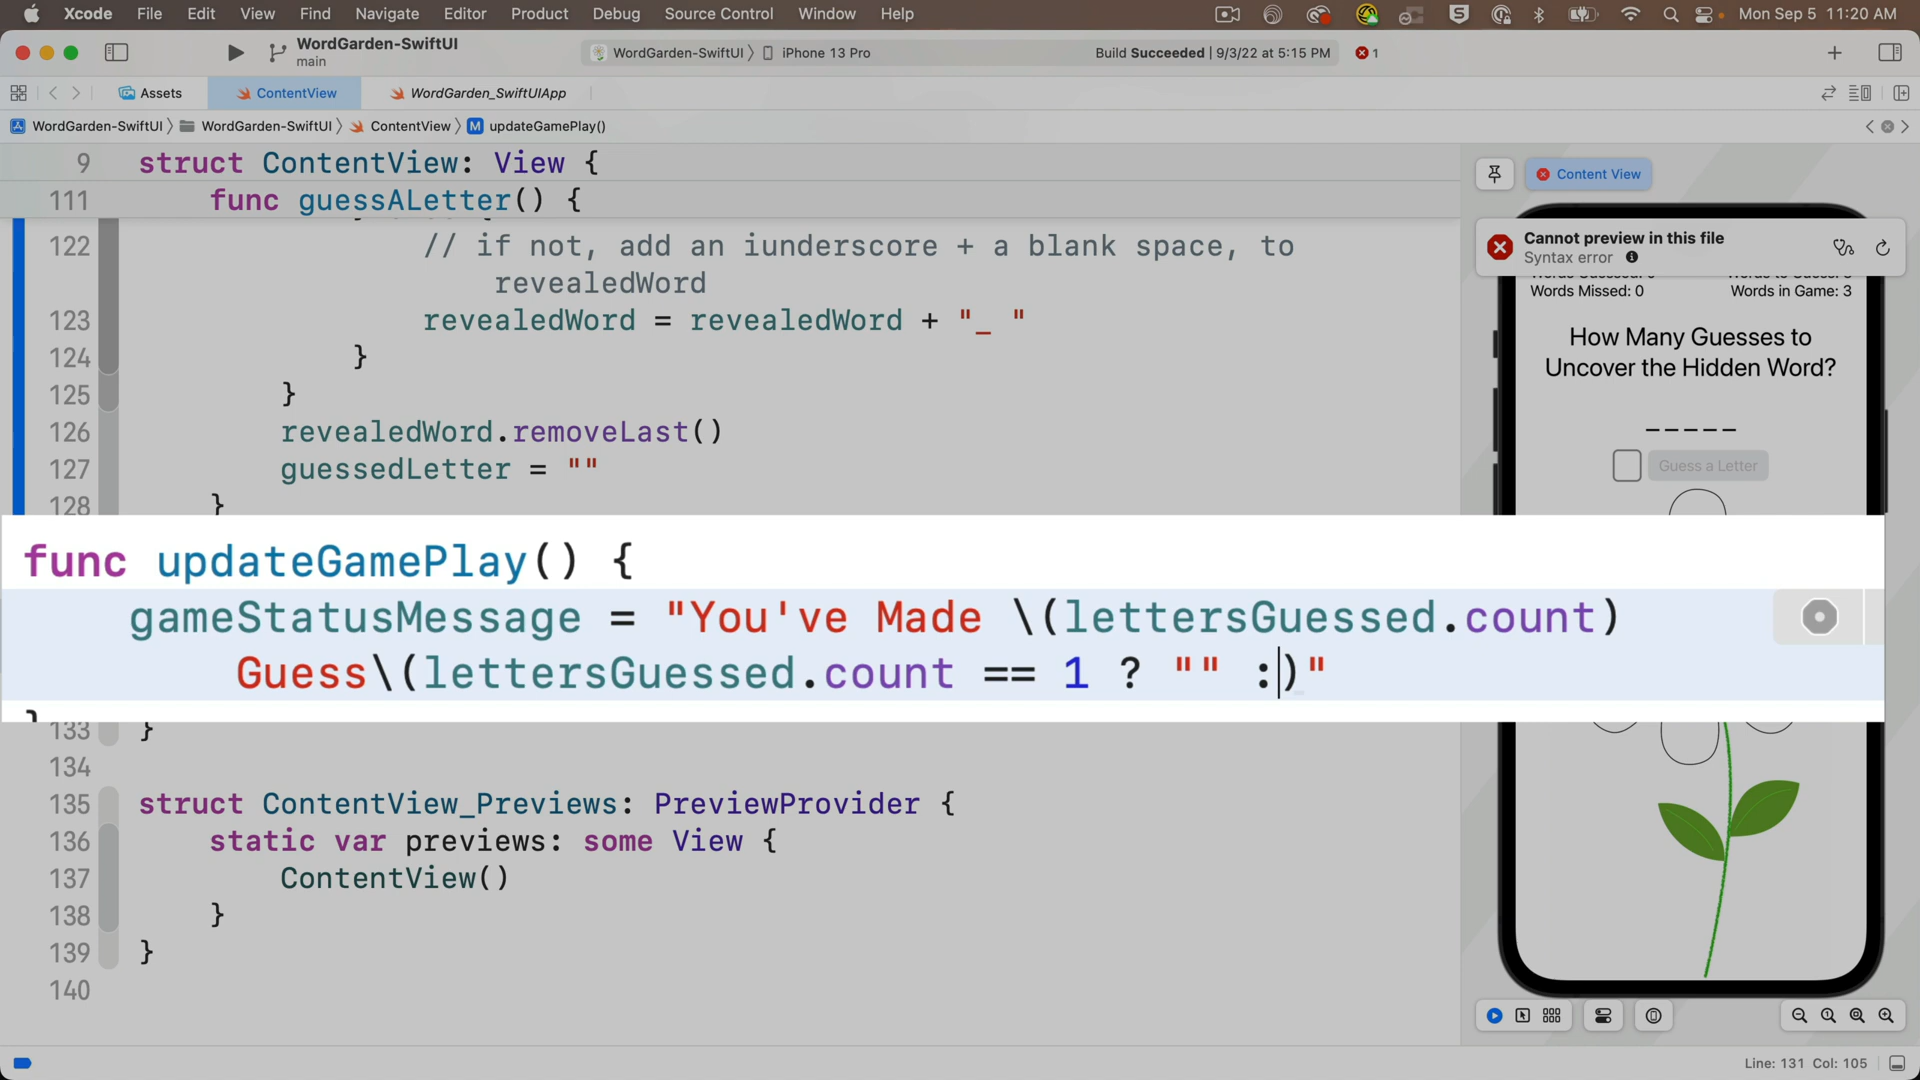 Xcode File Edit View Find Navigate Editor Product Debug Source Control Window Help Mon Sep 5 11:20 AM
WordGarden-SwiftUI
main
WordGarden-SwiftUI iPhone 13 Pro Build Succeeded | 9/3/22 at 5:15 PM 1
Assets ContentView WordGarden_SwiftUIApp
WordGarden-SwiftUI WordGarden-SwiftUI ContentView M updateGamePlay()
9 struct ContentView: View {
111 func guessALetter() {
122 // if not, add an iunderscore + a blank space, to
revealedWord
123 revealedWord = revealedWord + "_ "
124 }
125 }
126 revealedWord.removeLast()
127 guessedLetter = ""
128 }
func updateGamePlay() {
gameStatusMessage = "You've Made \(lettersGuessed.count)
Guess\(lettersGuessed.count == 1 ? "" :)"
}
133 }
134
135 struct ContentView_Previews: PreviewProvider {
136 static var previews: some View {
137 ContentView()
138 }
139 }
140
Content View
Cannot preview in this file
Syntax error
Words Missed: 0 Words in Game: 3
How Many Guesses to
Uncover the Hidden Word?
_ _ _ _ _
Guess a Letter
Line: 131 Col: 105